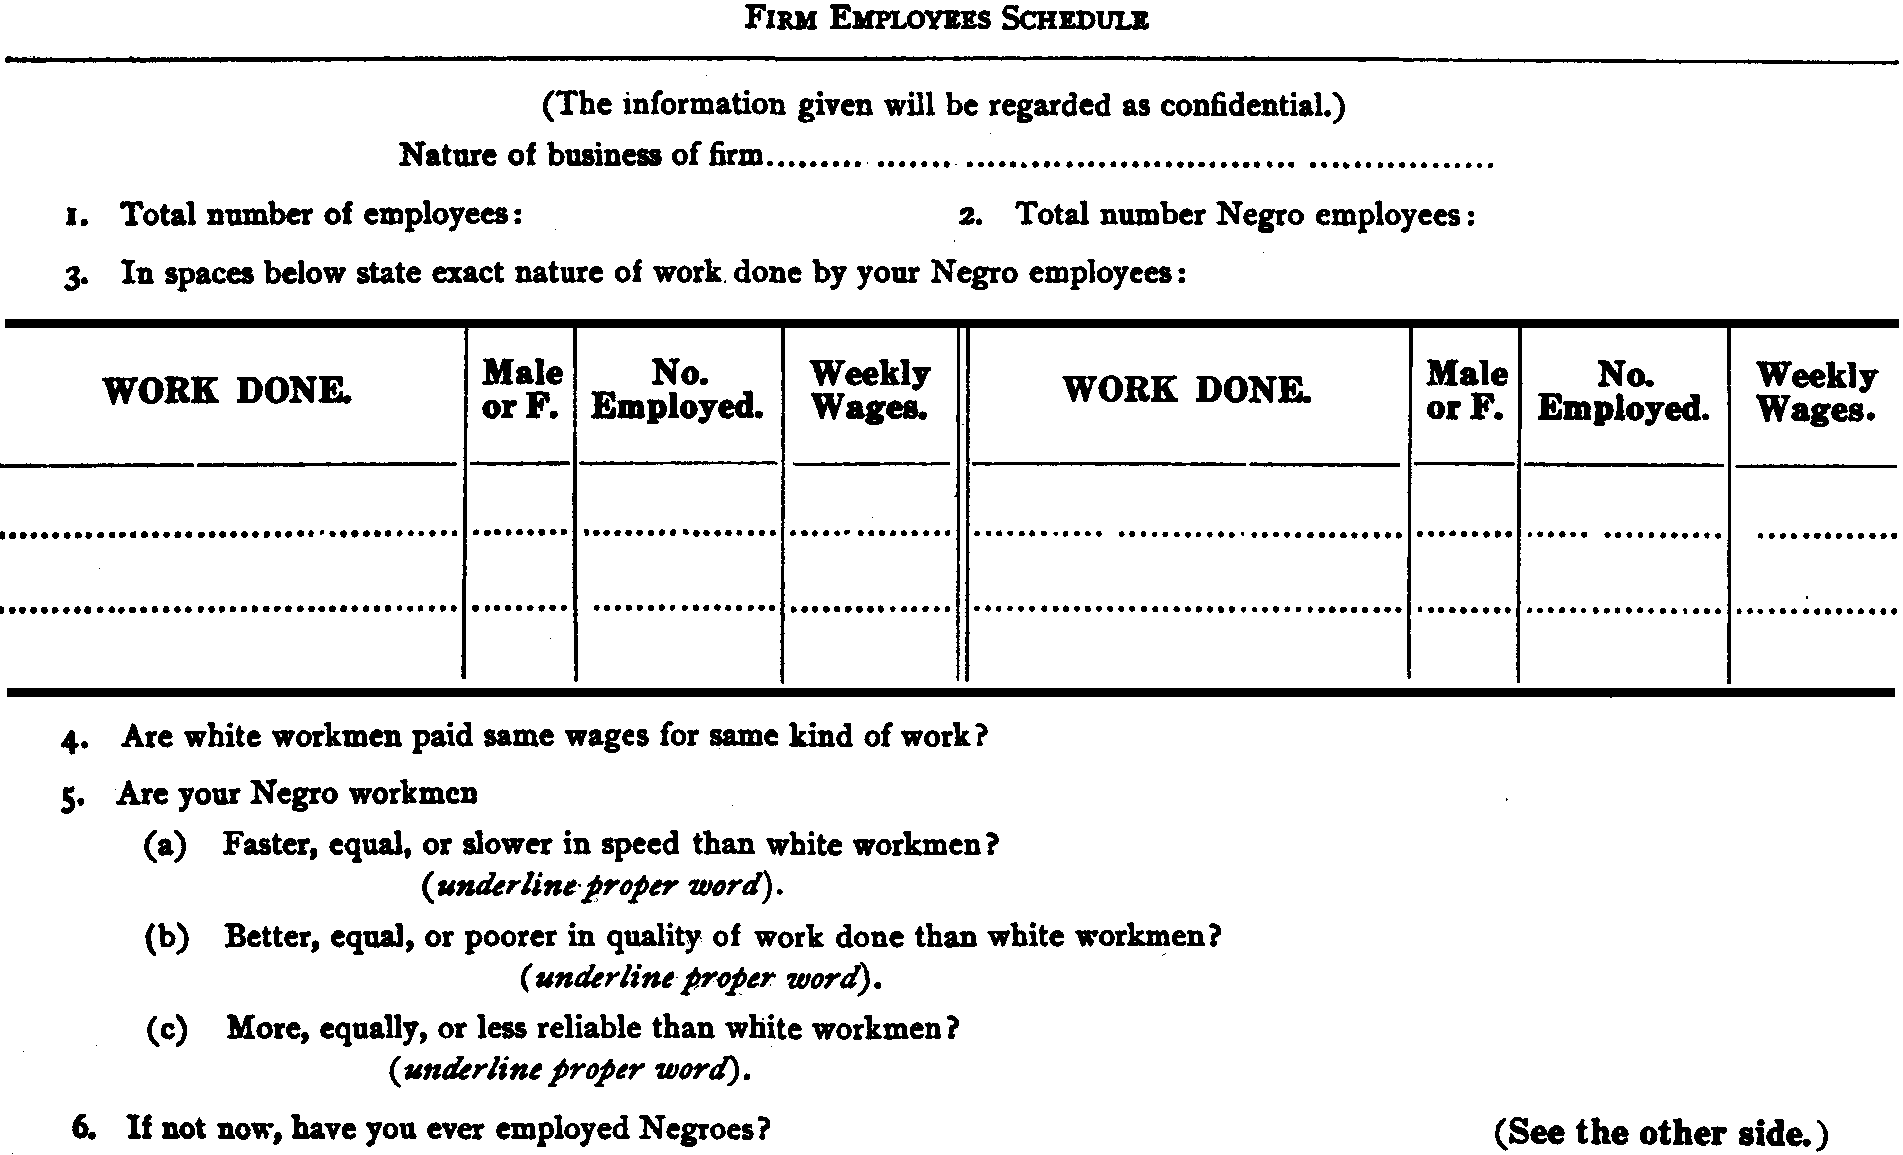 FIRM EMPLOYEES SCHEDULE
(The information given will be regarded as confidential.)
Nature of business of firm......... ....... .............................. .................
1. Total number of employees: 2. Total number Negro employees:
3. In spaces below state exact nature of work done by your Negro employees:
WORK DONE. Male or F. No. Employed. Weekly Wages. WORK DONE. Male or F. No. Employed. Weekly Wages.
4. Are white workmen paid same wages for same kind of work?
5. Are your Negro workmen
(a) Faster, equal, or slower in speed than white workmen?
(underline proper word).
(b) Better, equal, or poorer in quality of work done than white workmen?
(underline proper word).
(c) More, equally, or less reliable than white workmen?
(underline proper word).
6. If not now, have you ever employed Negroes? (See the other side.)